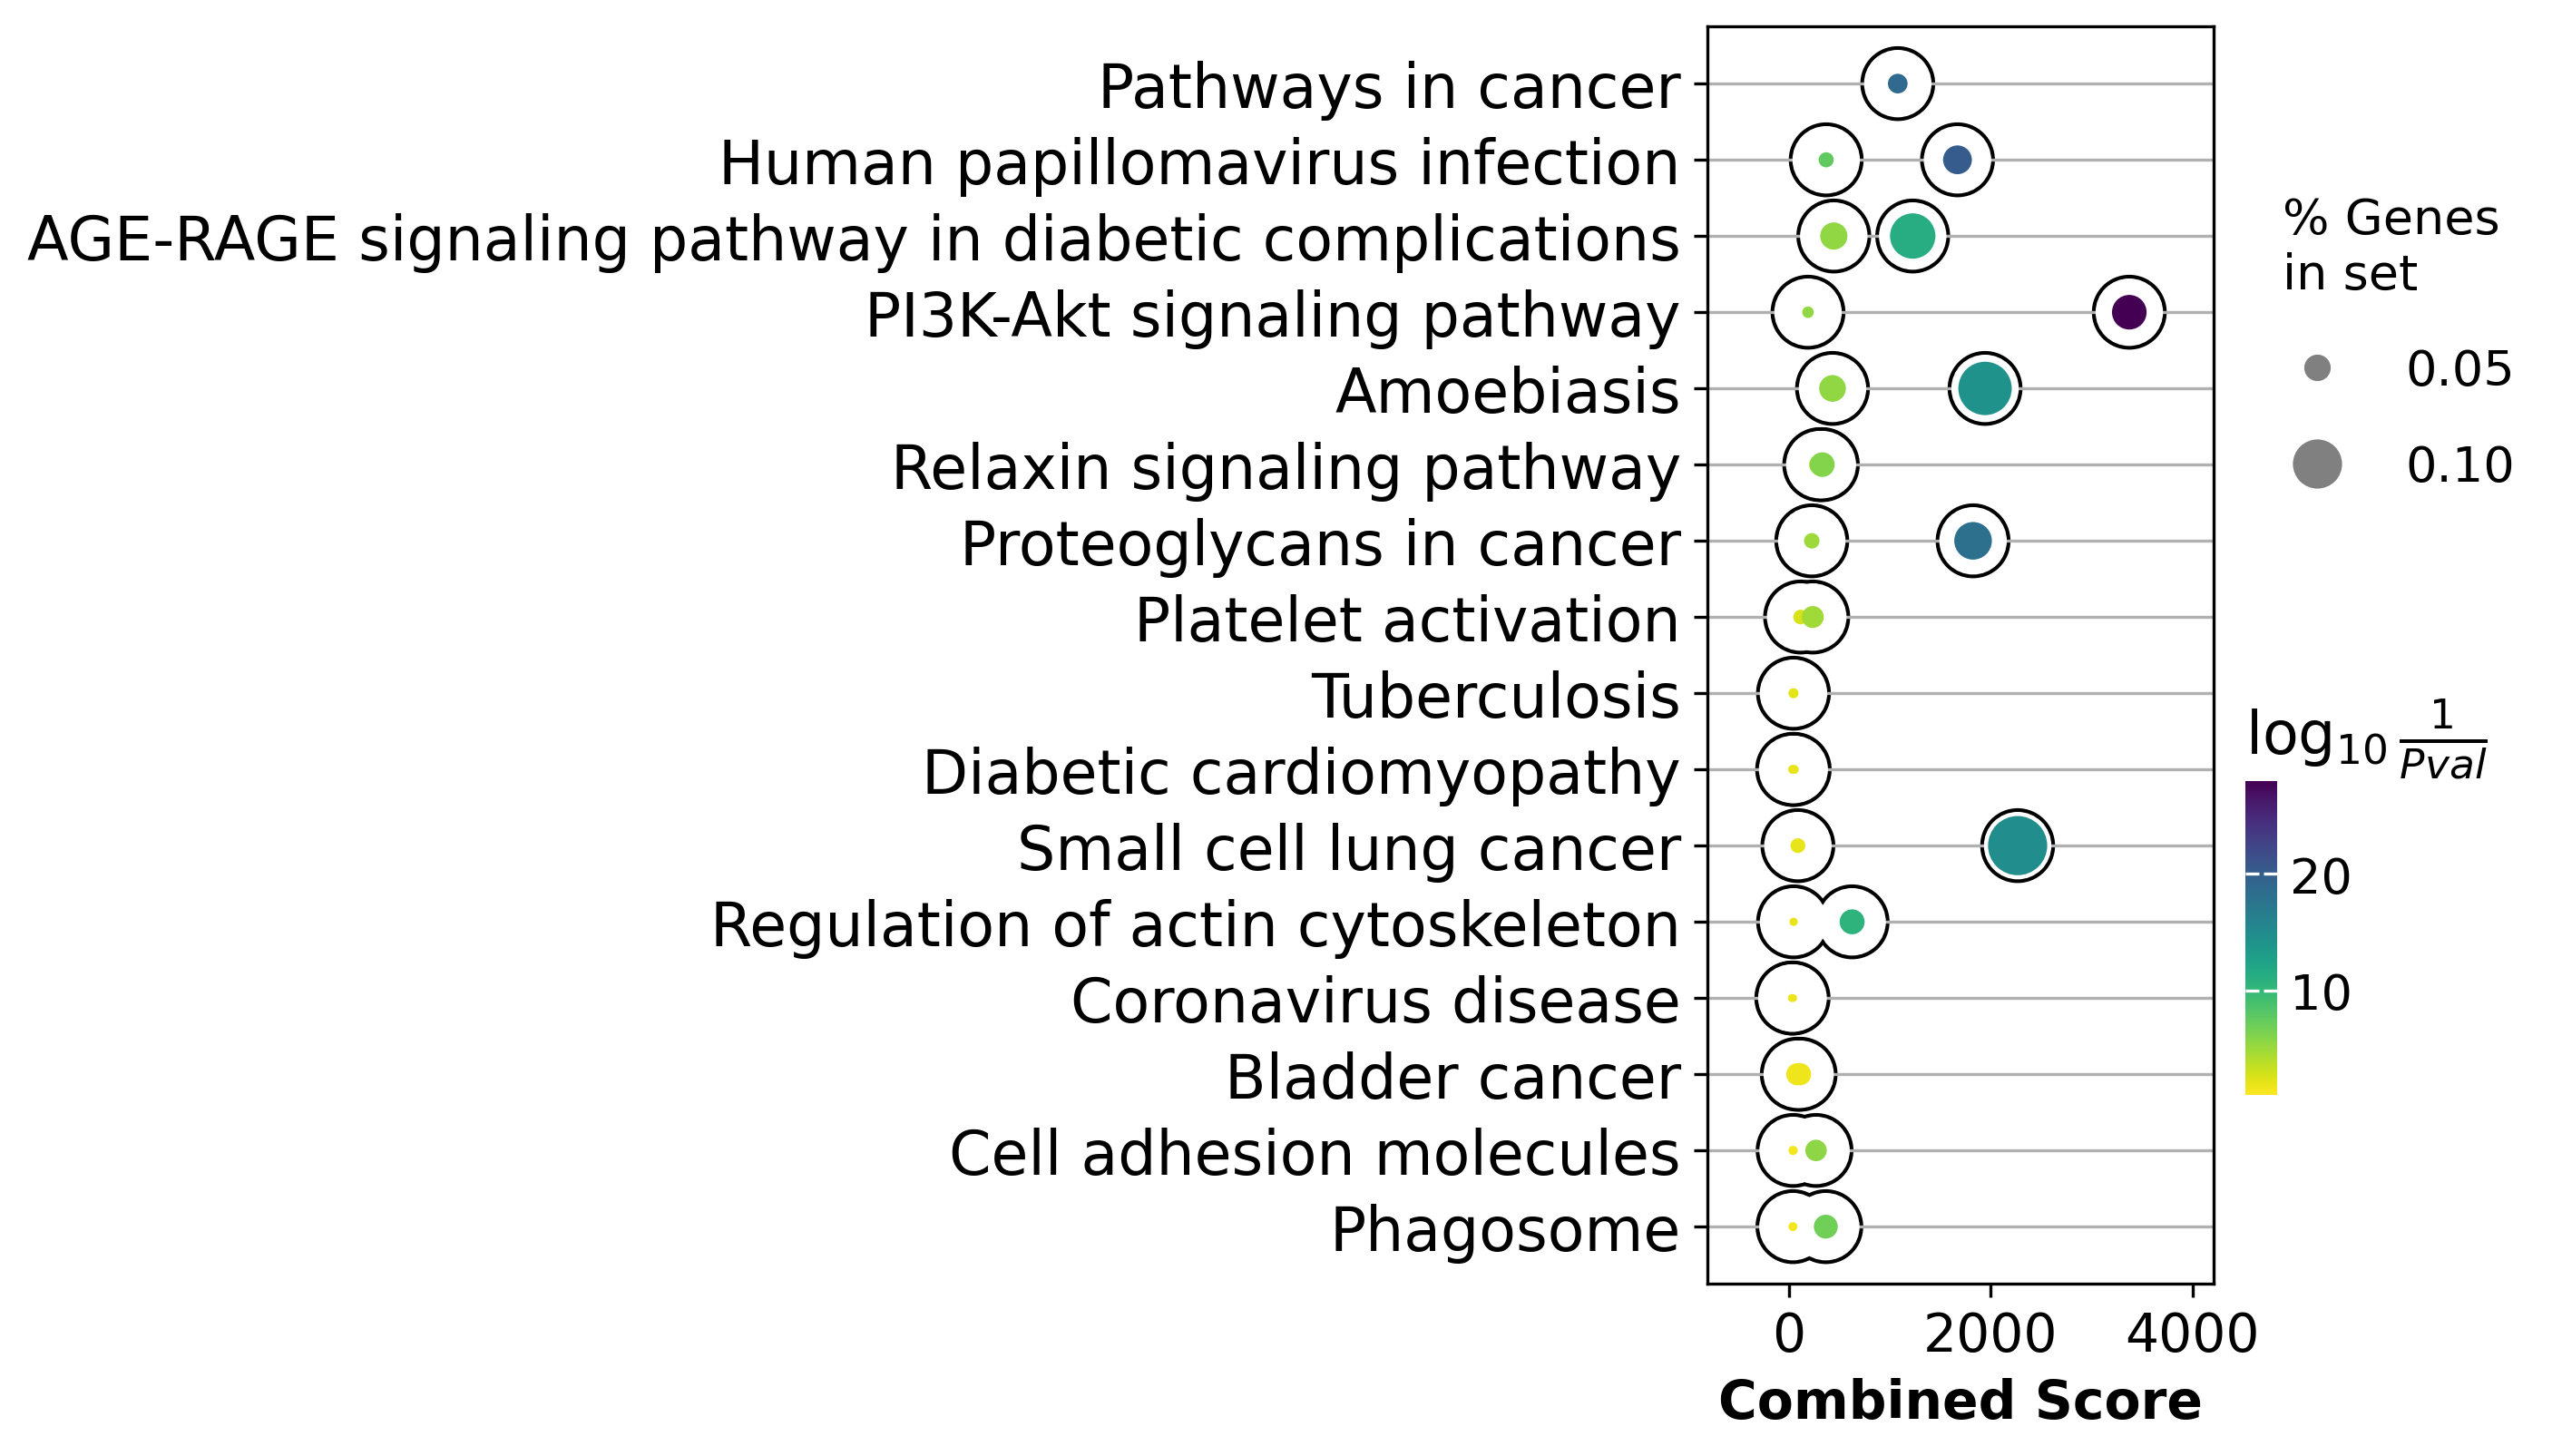 Pathways in cancer
Human papillomavirus infection
AGE-RAGE signaling pathway in diabetic complications
PI3K-Akt signaling pathway
Amoebiasis
Relaxin signaling pathway
Proteoglycans in cancer
Platelet activation
Tuberculosis
Diabetic cardiomyopathy
Small cell lung cancer
Regulation of actin cytoskeleton
Coronavirus disease
Bladder cancer
Cell adhesion molecules
Phagosome
0 2000 4000
Combined Score
% Genes
in set
0.05
0.10
log10 1/Pval
20
10